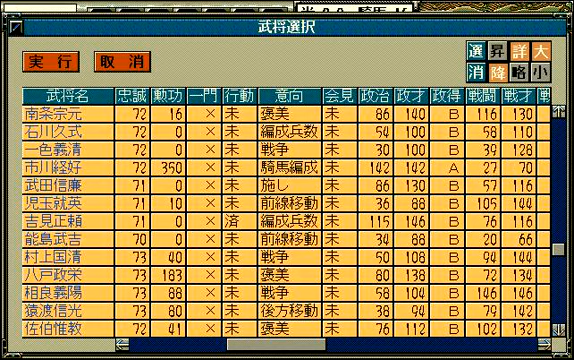 武将選択
実行 取消 選 昇 詳 大
消 降 略 小
武将名 忠誠 勲功 一門 行動 意向 会見 政治 政才 政得 戦闘 戦才 戦
南条宗元 72 16 × 未 褒美 未 86 140 B 116 130
石川久式 72 0 × 未 編成兵数 未 54 100 B 58 110
一色義清 72 0 × 未 戦争 未 30 100 B 39 128
市川経好 72 350 × 未 騎馬編成 未 142 142 A 27 70
武田信廉 71 0 × 未 施し 未 86 130 B 57 116
児玉就英 71 10 × 未 前線移動 未 36 88 B 105 144
吉見正頼 71 0 × 済 編成兵数 未 115 146 B 76 116
能島武吉 70 0 × 未 前線移動 未 34 88 B 20 66
村上国清 73 40 × 未 戦争 未 50 108 B 94 144
八戸政栄 73 183 × 未 褒美 未 80 138 B 72 134
相良義陽 73 88 × 未 戦争 未 58 104 B 146 146
猿渡信光 73 80 × 未 後方移動 未 38 94 B 79 142
佐伯惟教 72 41 × 未 褒美 未 76 112 B 102 132